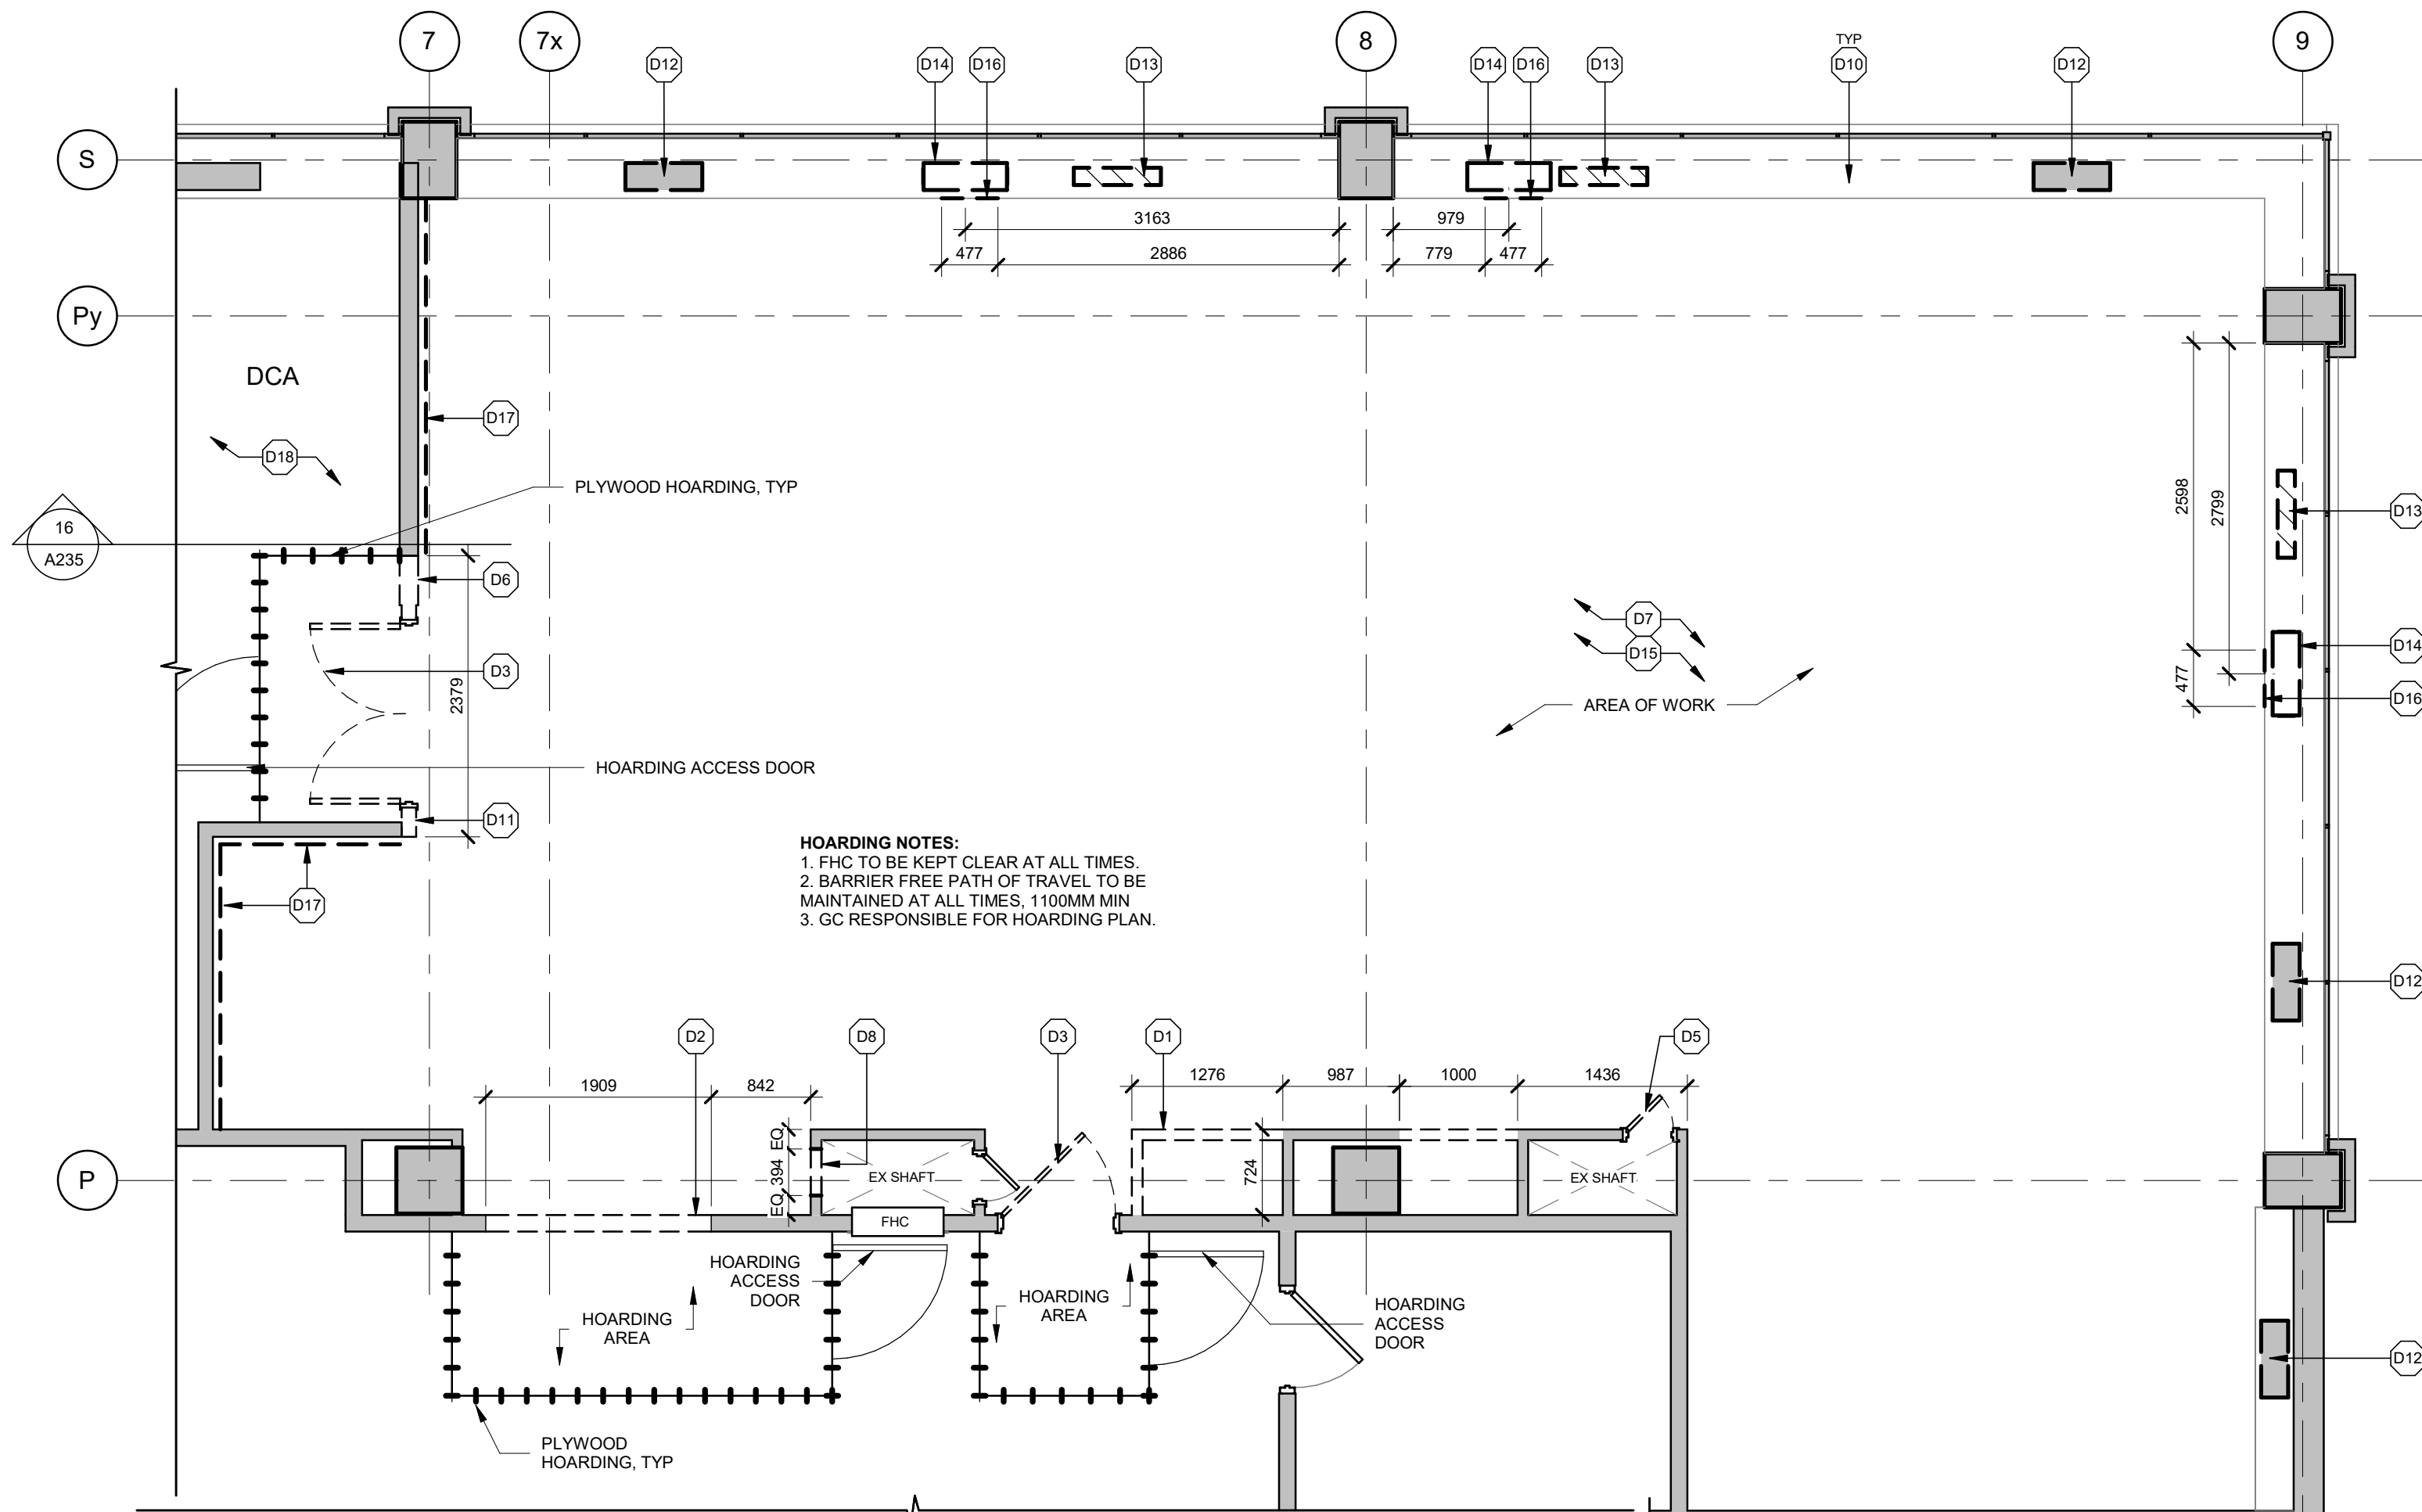 7
7x
8
9
D12
D14
D16
D13
D14
D16
D13
TYP
D10
D12
S
3163
979
477
2886
779
477
Py
DCA
D17
D18
PLYWOOD HOARDING, TYP
2598
2799
D13
16
A235
D6
D7
D15
D14
D3
2379
477
D16
AREA OF WORK
HOARDING ACCESS DOOR
D11
HOARDING NOTES:
1. FHC TO BE KEPT CLEAR AT ALL TIMES.
2. BARRIER FREE PATH OF TRAVEL TO BE
MAINTAINED AT ALL TIMES, 1100MM MIN
3. GC RESPONSIBLE FOR HOARDING PLAN.
D17
D12
D2
D8
D3
D1
D5
1909
842
1276
987
1000
1436
EQ
394
EQ
724
P
EX SHAFT
EX SHAFT
FHC
HOARDING
ACCESS
DOOR
HOARDING
AREA
HOARDING
AREA
HOARDING
ACCESS
DOOR
D12
PLYWOOD
HOARDING, TYP